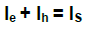 Iₑ + Iₕ = Iₛ